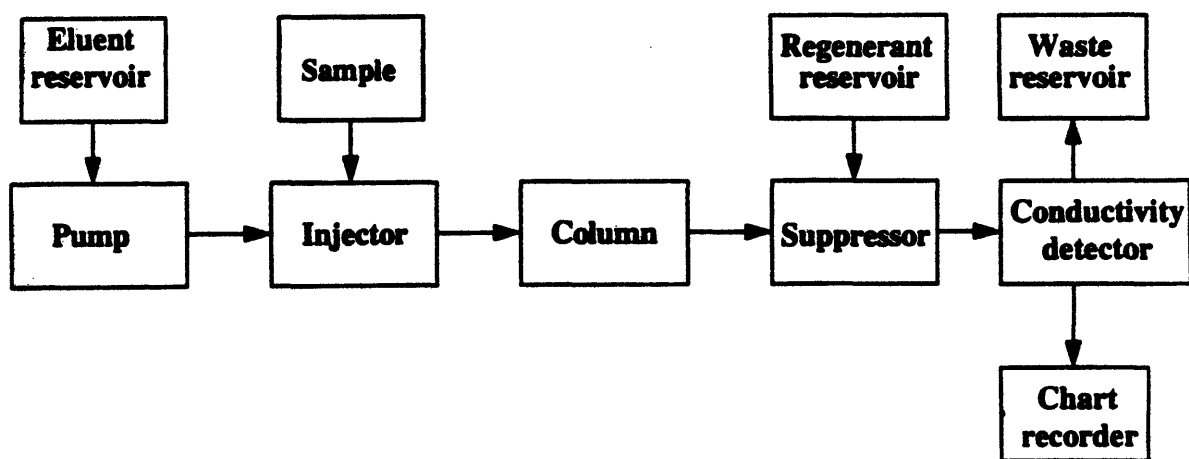 Eluent
reservoir
Sample
Regenerant
reservoir
Waste
reservoir
Pump
Injector
Column
Suppressor
Conductivity
detector
Chart
recorder